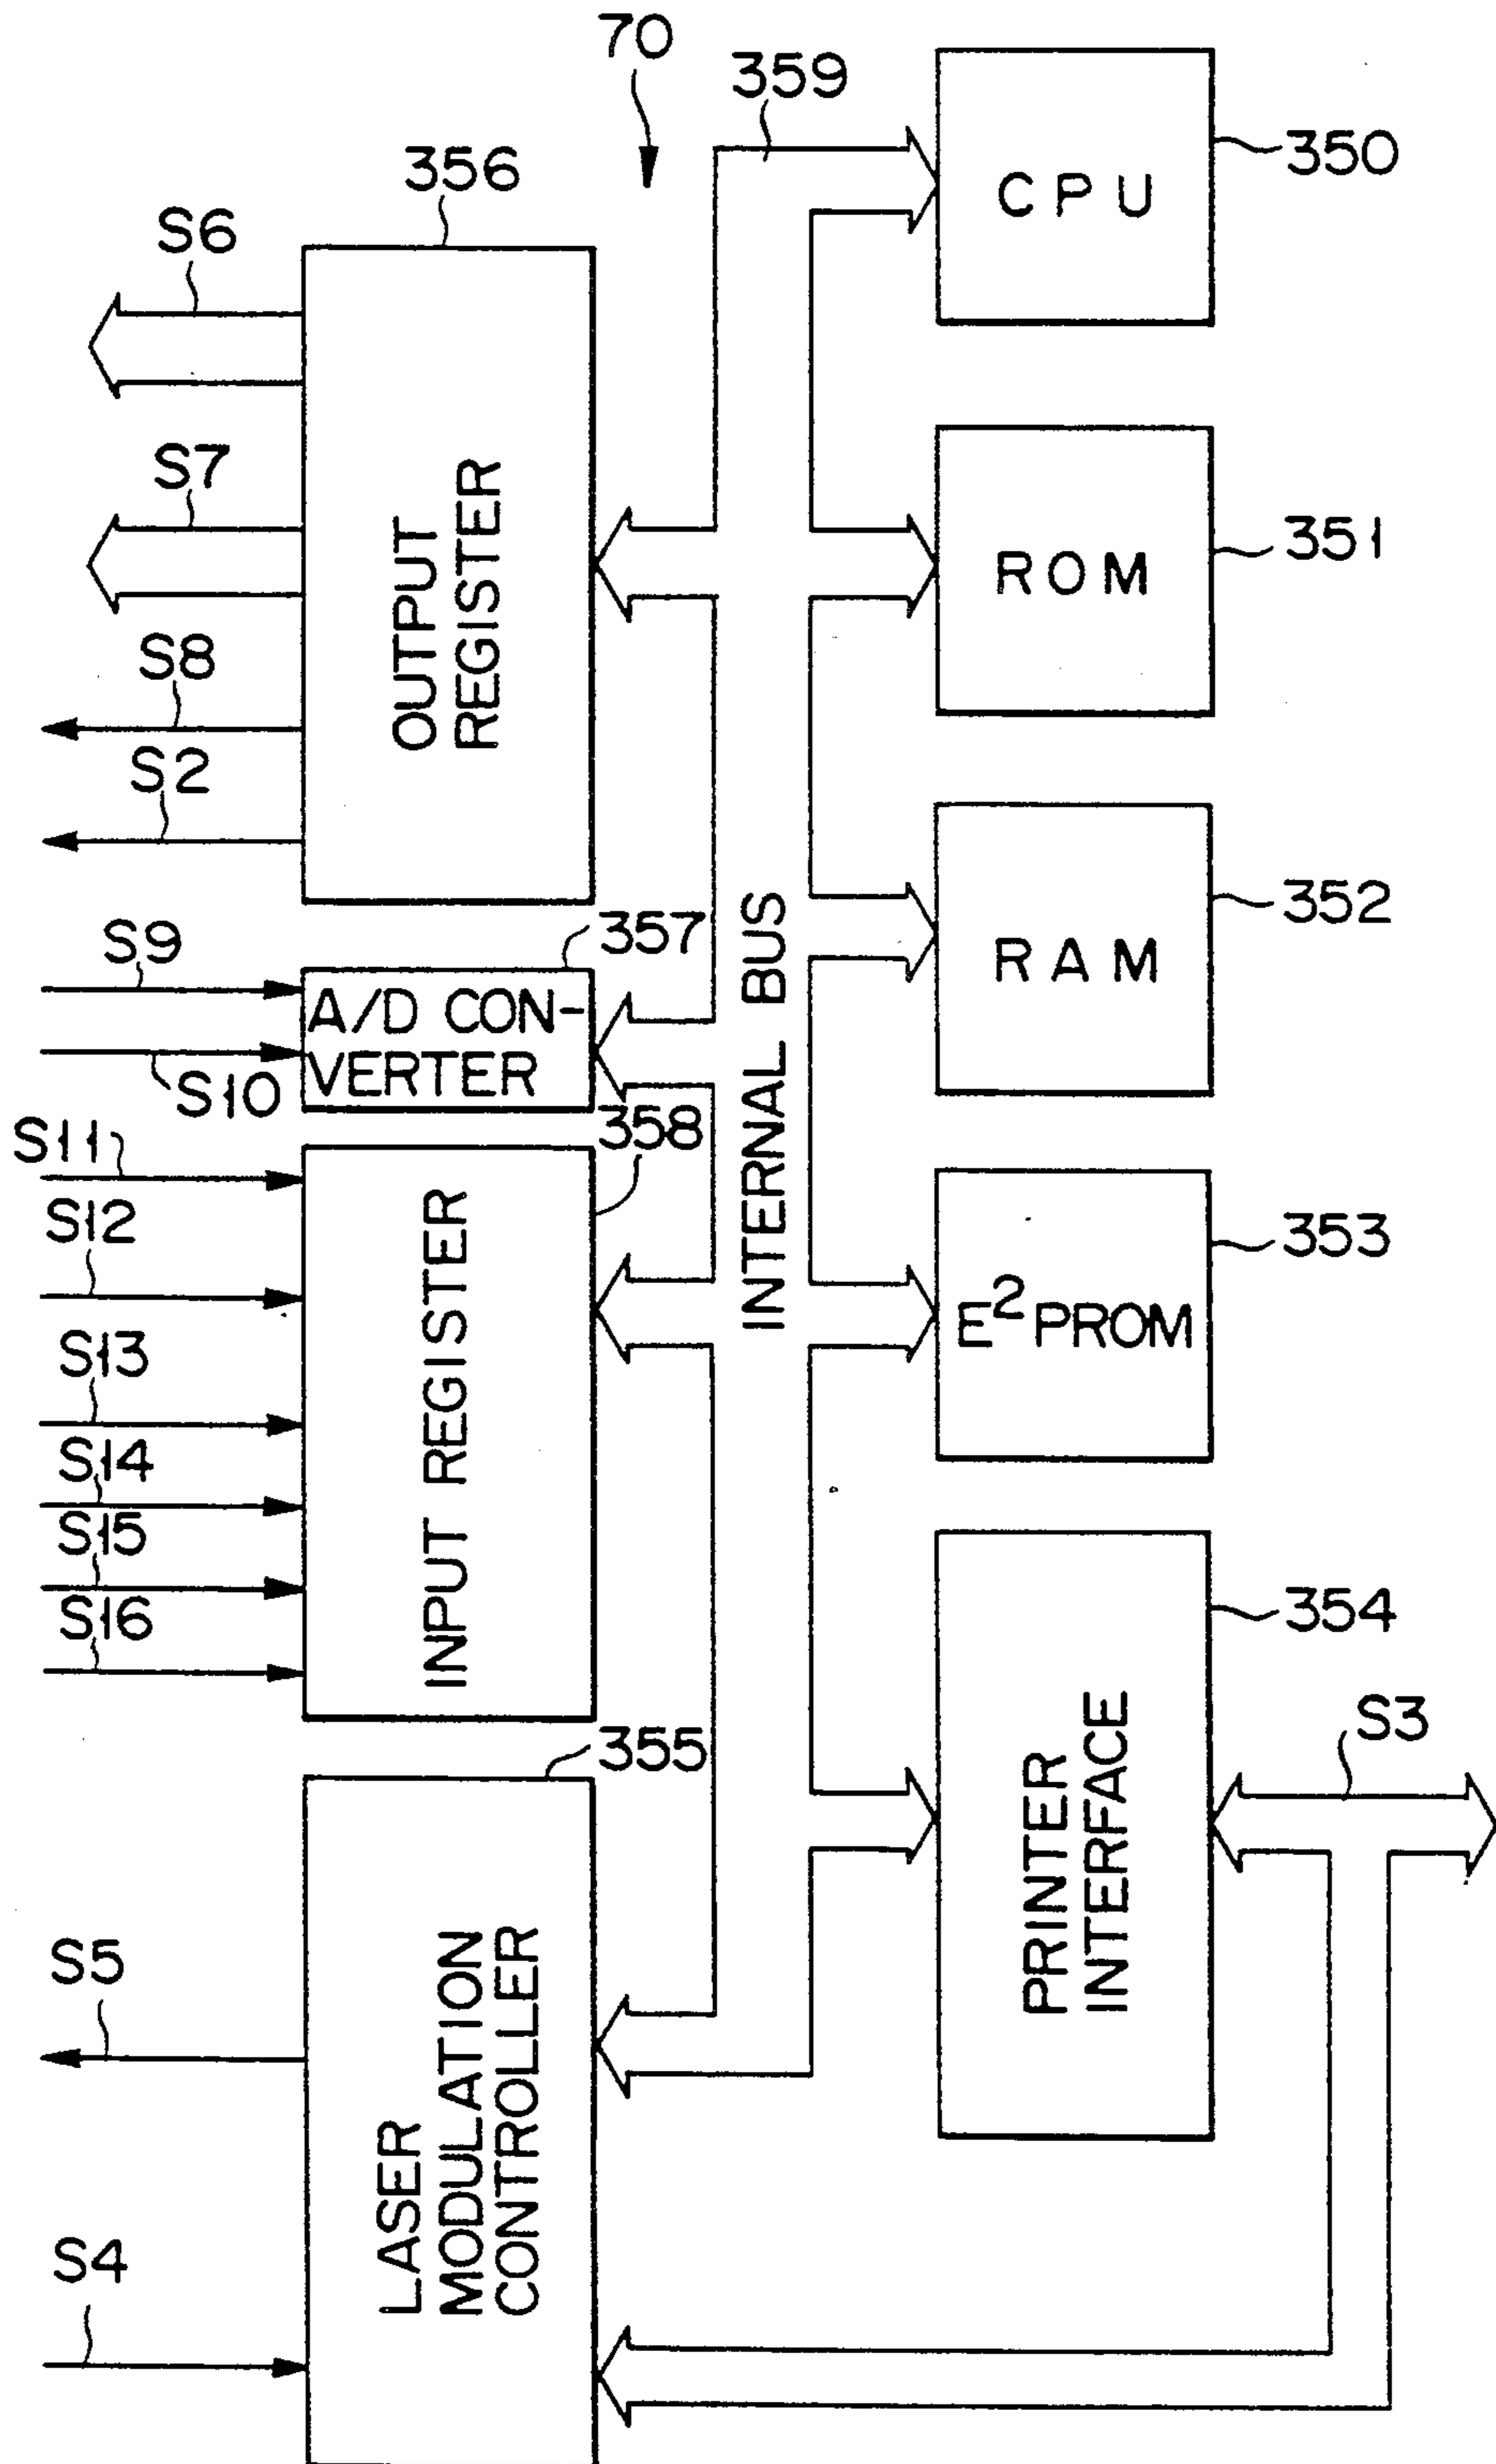 70
359
356
350
CPU
S6
S7
OUTPUT
REGISTER
351
ROM
S8
S2
S9
357
352
RAM
A/D CON-
VERTER
S10
INTERNAL BUS
S11
358
S12
353
E²PROM
S13
INPUT REGISTER
S14
S15
S16
354
355
S3
PRINTER
INTERFACE
S5
LASER
MODULATION
CONTROLLER
S4